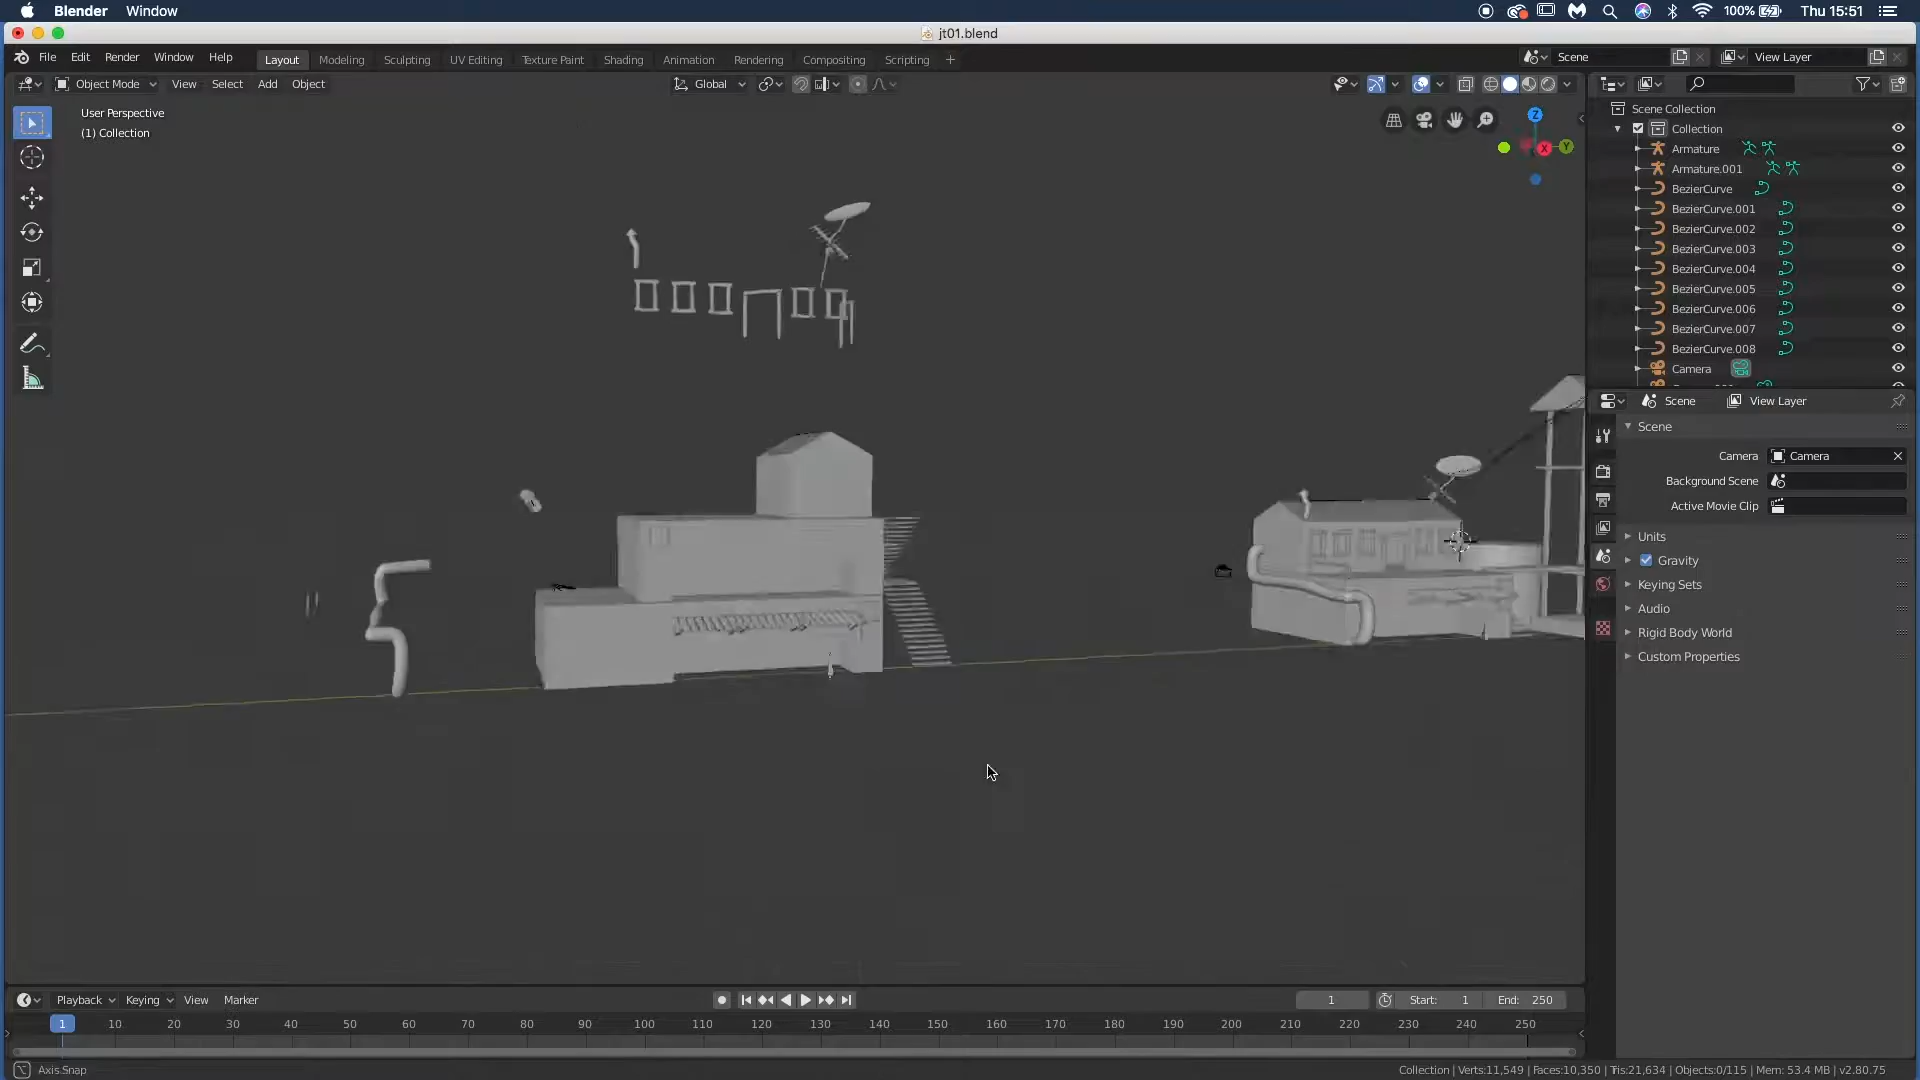 Blender Window 100% Thu 15:51
jt01.blend
File Edit Render Window Help Layout Modeling Sculpting UV Editing Texture Paint Shading Animation Rendering Compositing Scripting + Scene View Layer
Object Mode View Select Add Object Global
User Perspective
(1) Collection
Z
X Y
Scene Collection
Collection
Armature
Armature.001
BezierCurve
BezierCurve.001
BezierCurve.002
BezierCurve.003
BezierCurve.004
BezierCurve.005
BezierCurve.006
BezierCurve.007
BezierCurve.008
Camera
Scene View Layer
Scene
Camera Camera
Background Scene
Active Movie Clip
Units
Gravity
Keying Sets
Audio
Rigid Body World
Custom Properties
Playback Keying View Marker 1 Start: 1 End: 250
1 10 20 30 40 50 60 70 80 90 100 110 120 130 140 150 160 170 180 190 200 210 220 230 240 250
Axis Snap Collection | Verts:11,549 | Faces:10,350 | Tris:21,634 | Objects:0/115 | Mem: 53.4 MB | v2.80.75